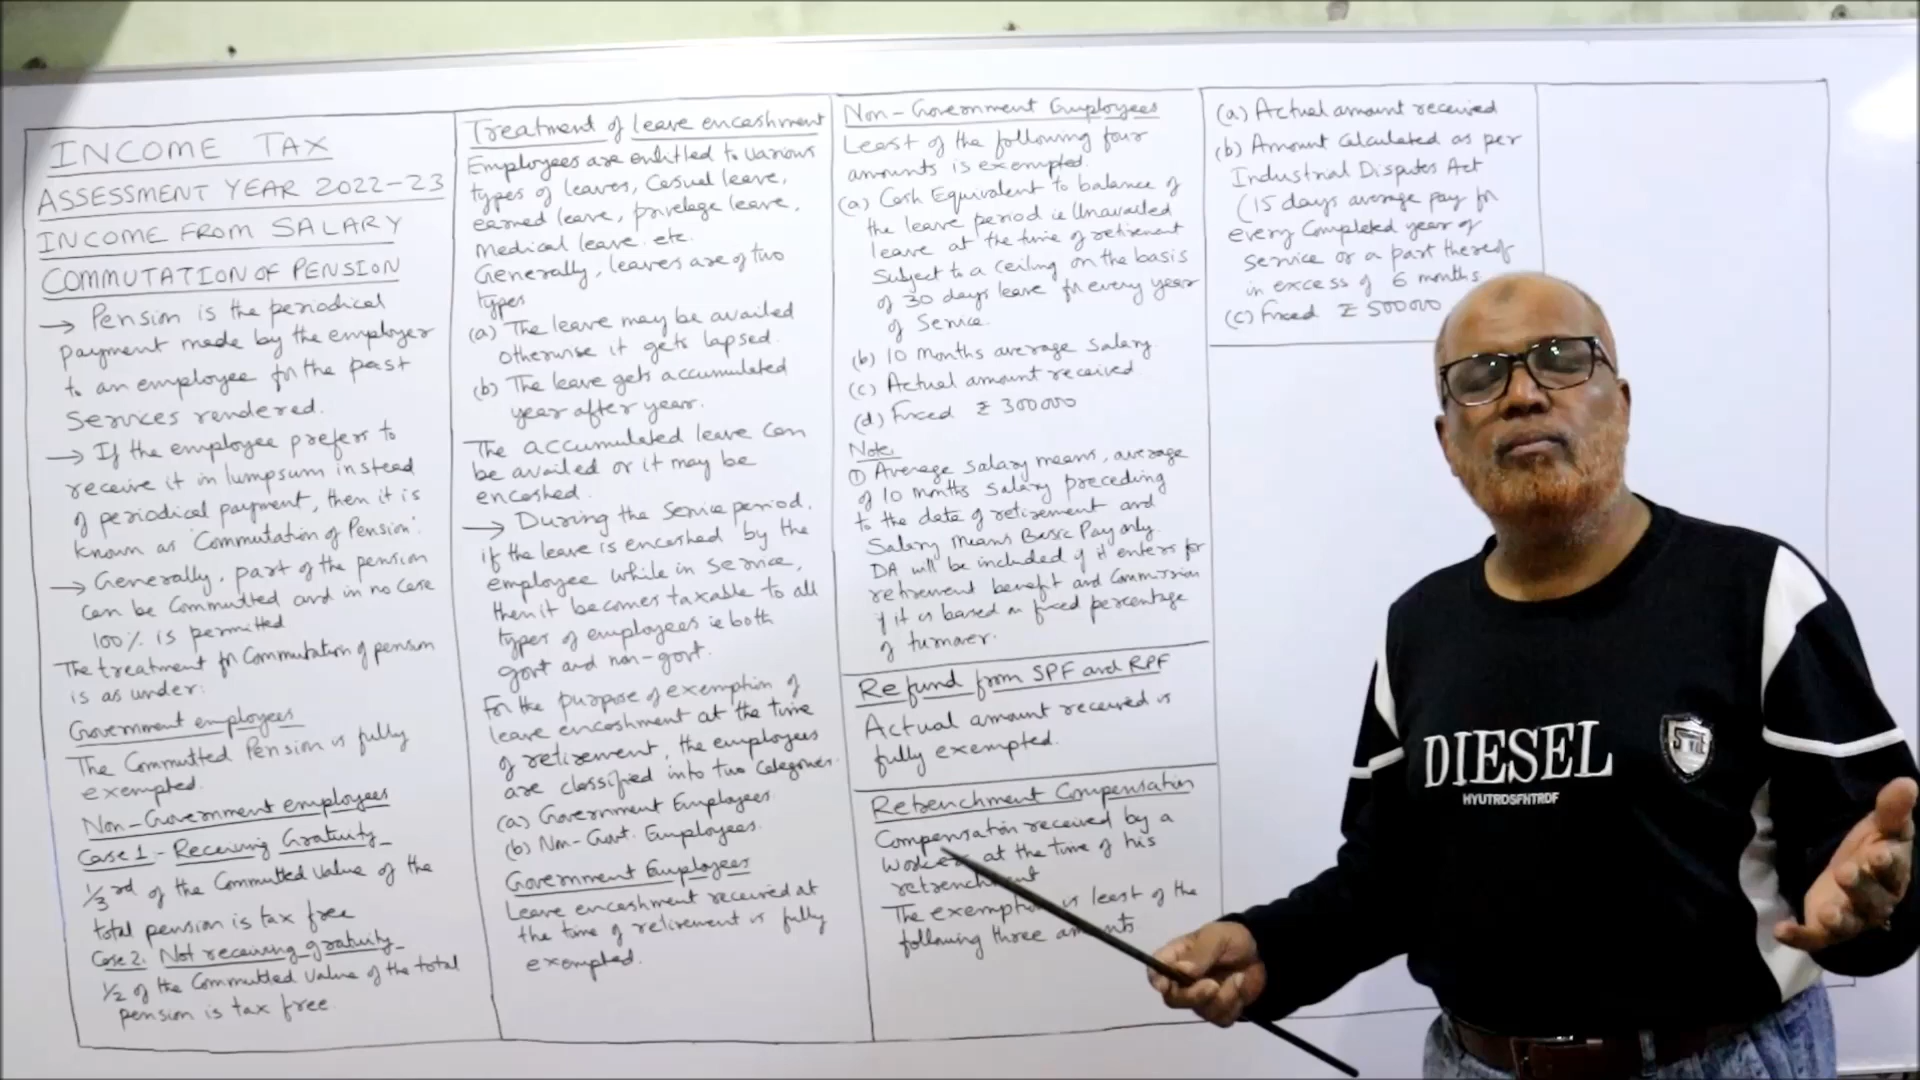 INCOME TAX
ASSESSMENT YEAR 2022-23
INCOME FROM SALARY
COMMUTATION OF PENSION
→ Pension is the periodical
payment made by the employer
to an employee for the past
services rendered.
→ If the employee prefers to
receive it in lumpsum instead
of periodical payment, then it is
known as 'Commutation of Pension'.
→ Generally, part of the pension
can be Committed and in no case
100% is permitted
The treatment for Commutation of pension
is as under:
Government employees
The Committed Pension is fully
exempted.
Non-Government employees
Case 1 - Receiving Gratuity
1/3rd of the Committed value of the
total pension is tax free
Case 2. Not receiving gratuity
1/2 of the Committed value of the total
pension is tax free
Treatment of leave encashment
Employees are entitled to various
types of leaves, Casual leave,
earned leave, privelage leave,
Medical leave. etc.
Generally, leaves are of two
types
(a) The leave may be availed
otherwise it gets lapsed.
(b) The leave gets accumulated
year after year.
The accumulated leave can
be availed or it may be
encashed.
→ During the service period,
if the leave is encashed by the
employee while in service,
then it becomes taxable to all
types of employees ie both
govt and non-govt.
For the purpose of exemption of
leave encashment at the time
of retirement, the employees
are classified into two categories.
(a) Government Employees
(b) Non-Govt. Employees.
Government Employees
Leave encashment received at
the time of retirement is fully
exempted.
Non-Government Employees
Least of the following four
amounts is exempted.
(a) Cash Equivalent to balance of
the leave period ie Unavailed
leave at the time of retirement
Subject to a ceiling on the basis
of 30 days leave for every year
of Service.
(b) 10 months average salary
(c) Actual amount received
(d) Fixed ₹ 300000
Note.
① Average salary means, average
of 10 months salary preceding
to the date of retirement and
Salary means Basic Pay only
DA will be included if it enters for
retirement benefit and Commission
if it is based on fixed percentage
of turnover.
Refund from SPF and RPF
Actual amount received is
fully exempted.
Retrenchment Compensation
Compensation received by a
at the time of his
retrenchment
The exemption is least of the
following three amounts
(a) Actual amount received
(b) Amount Calculated as per
Industrial Disputes Act
(15 days average pay for
every Completed year of
Service or a part thereof
in excess of 6 months
(c) Fixed ₹ 500000
DIESEL
HYUTRDSFHTRDF